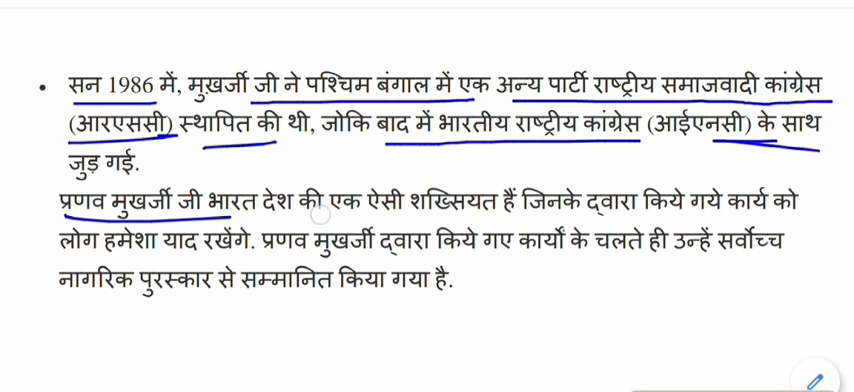 • सन 1986 में, मुख़र्जी जी ने पश्चिम बंगाल में एक अन्य पार्टी राष्ट्रीय समाजवादी कांग्रेस
(आरएससी) स्थापित की थी, जोकि बाद में भारतीय राष्ट्रीय कांग्रेस (आईएनसी) के साथ
जुड़ गई.
प्रणव मुखर्जी जी भारत देश की एक ऐसी शख्सियत हैं जिनके द्वारा किये गये कार्य को
लोग हमेशा याद रखेंगे. प्रणव मुखर्जी द्वारा किये गए कार्यों के चलते ही उन्हें सर्वोच्च
नागरिक पुरस्कार से सम्मानित किया गया है.